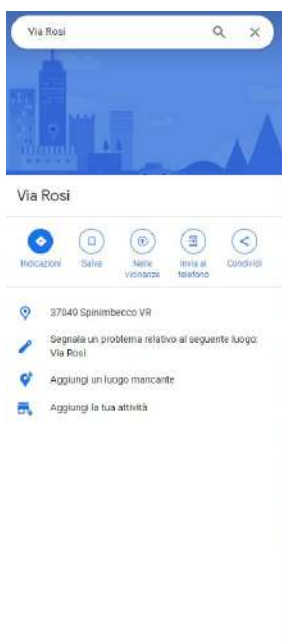 Via Rosi
Via Rosi
Indicazioni
Salva
Nelle
vicinanze
Invia al
telefono
Condividi
37049 Spinimbecco VR
Segnala un problema relativo al seguente luogo:
Via Rosi
Aggiungi un luogo mancante
Aggiungi la tua attività